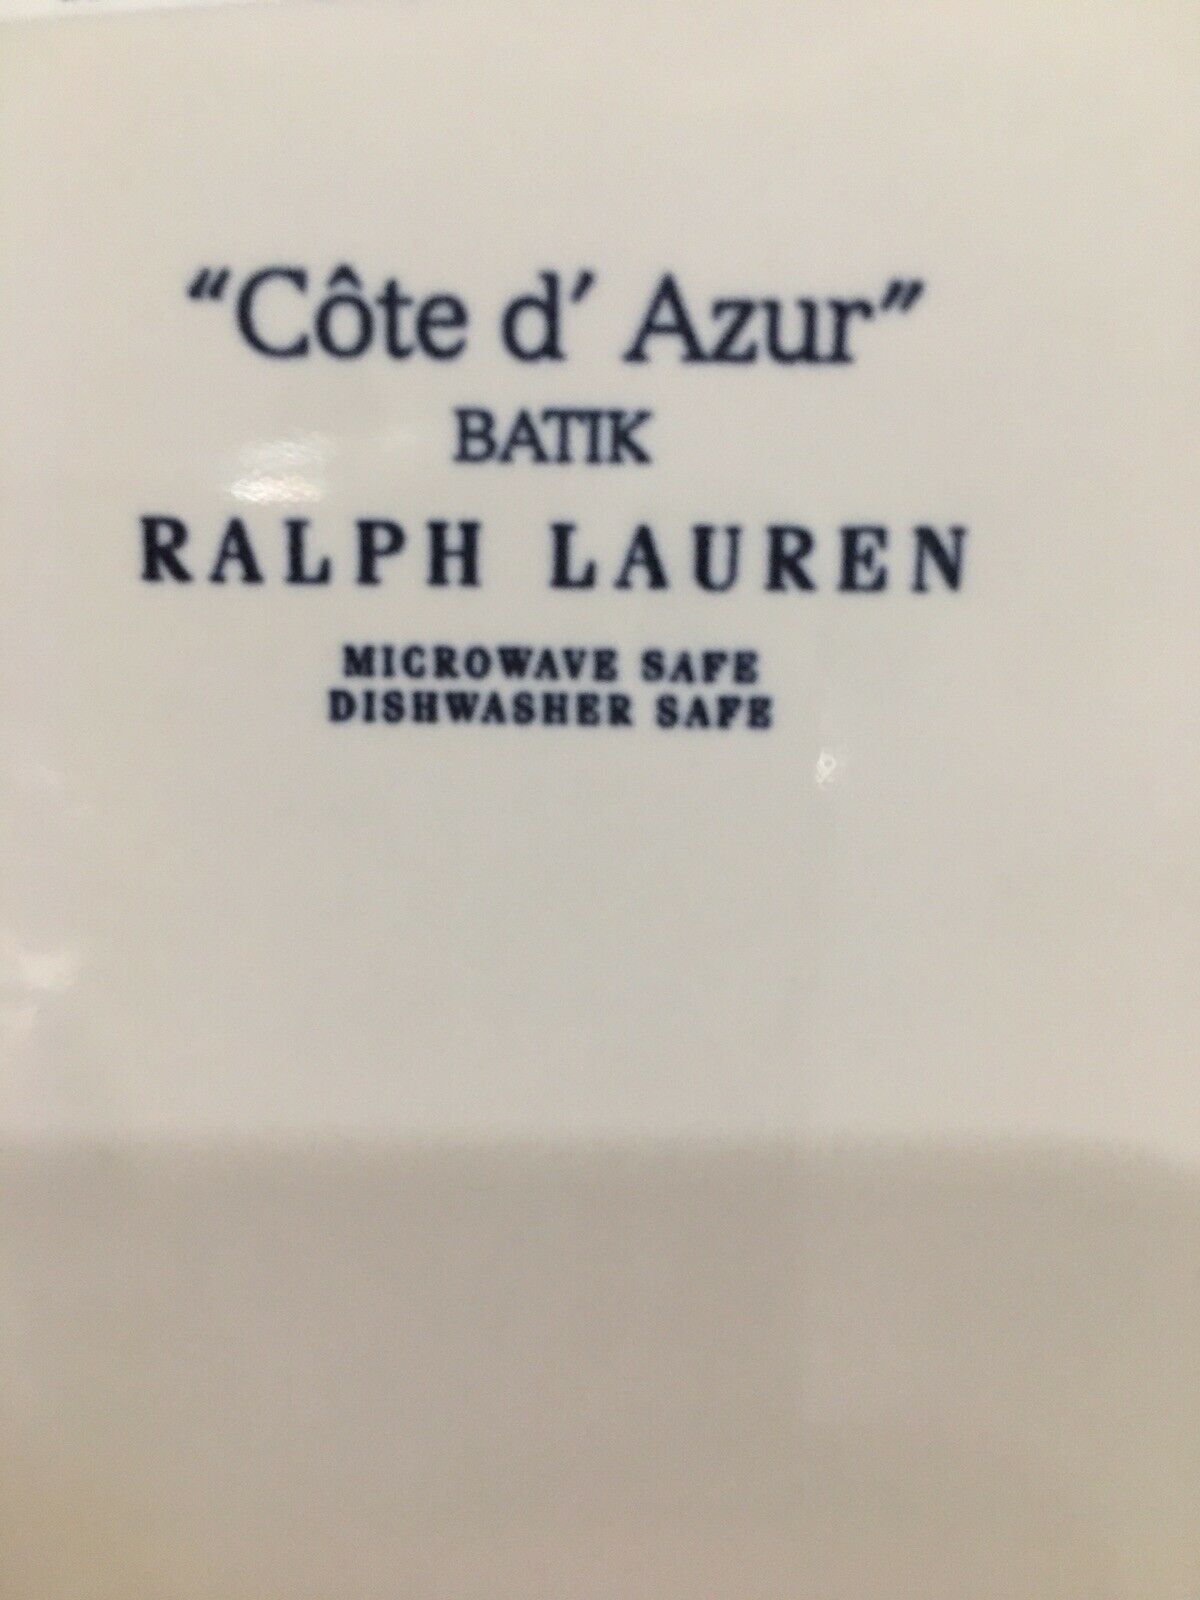 “Côte d’ Azur”
BATIK
RALPH LAUREN
MICROWAVE SAFE
DISHWASHER SAFE